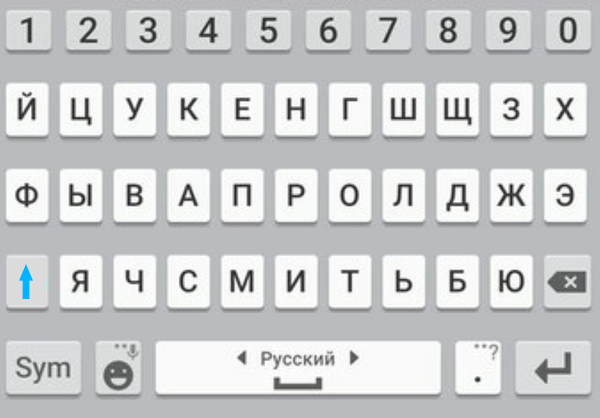 1 2 3 4 5 6 7 8 9 0
Й Ц У К Е Н Г Ш Щ З Х
Ф Ы В А П Р О Л Д Ж Э
Я Ч С М И Т Ь Б Ю
Sym Русский . ?